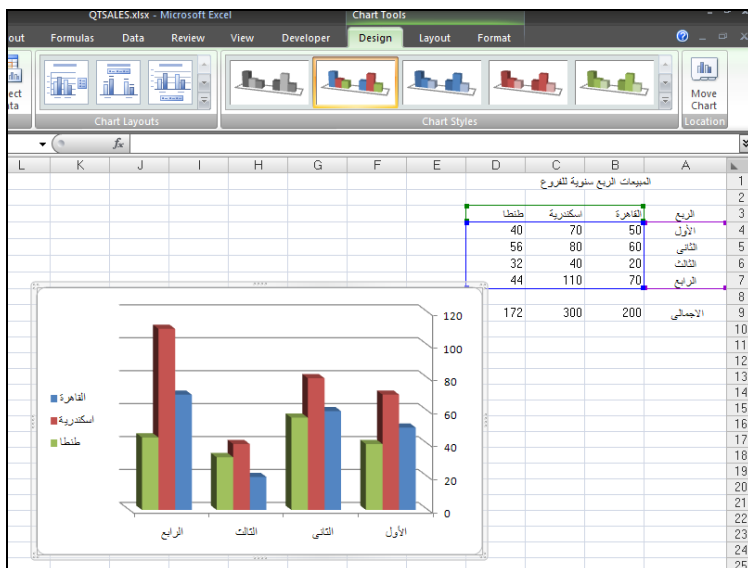 QTSALES.xlsx - Microsoft Excel Chart Tools
out Formulas Data Review View Developer Design Layout Format
ect
ata
Move
Chart
Chart Layouts Chart Styles Location
fx
L K J I H G F E D C B A
المبيعات الربع سنوية للفروع 1
2
الربع القاهرة اسكندرية طنطا 3
الأول 50 70 40 4
الثانى 60 80 56 5
الثالث 20 40 32 6
الرابع 70 110 44 7
8
الاجمالى 200 300 172 9
10
11
12
13
14
15
16
17
18
19
20
21
22
23
24
25
120
100
80
60
40
20
0
القاهرة
اسكندرية
طنطا
الأول الثانى الثالث الرابع